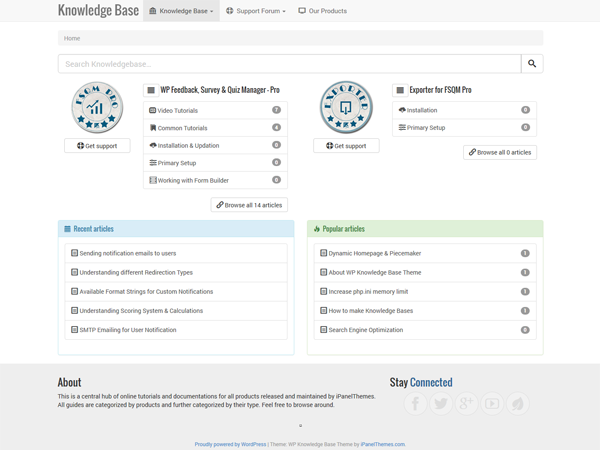 Knowledge Base
Knowledge Base
Support Forum
Our Products
Home
Search Knowledgebase...
FSQM PRO
Get support
WP Feedback, Survey & Quiz Manager - Pro
Video Tutorials 7
Common Tutorials 4
Installation & Updation 0
Primary Setup 0
Working with Form Builder 0
Browse all 14 articles
EXPORTER
Get support
Exporter for FSQM Pro
Installation 0
Primary Setup 0
Browse all 0 articles
Recent articles
Sending notification emails to users
Understanding different Redirection Types
Available Format Strings for Custom Notifications
Understanding Scoring System & Calculations
SMTP Emailing for User Notification
Popular articles
Dynamic Homepage & Piecemaker 1
About WP Knowledge Base Theme 1
Increase php.ini memory limit 1
How to make Knowledge Bases 1
Search Engine Optimization 0
About
This is a central hub of online tutorials and documentations for all products released and maintained by iPanelThemes.
All guides are categorized by products and further categorized by their type. Feel free to browse around.
Stay Connected
Proudly powered by WordPress | Theme: WP Knowledge Base Theme by iPanelThemes.com.